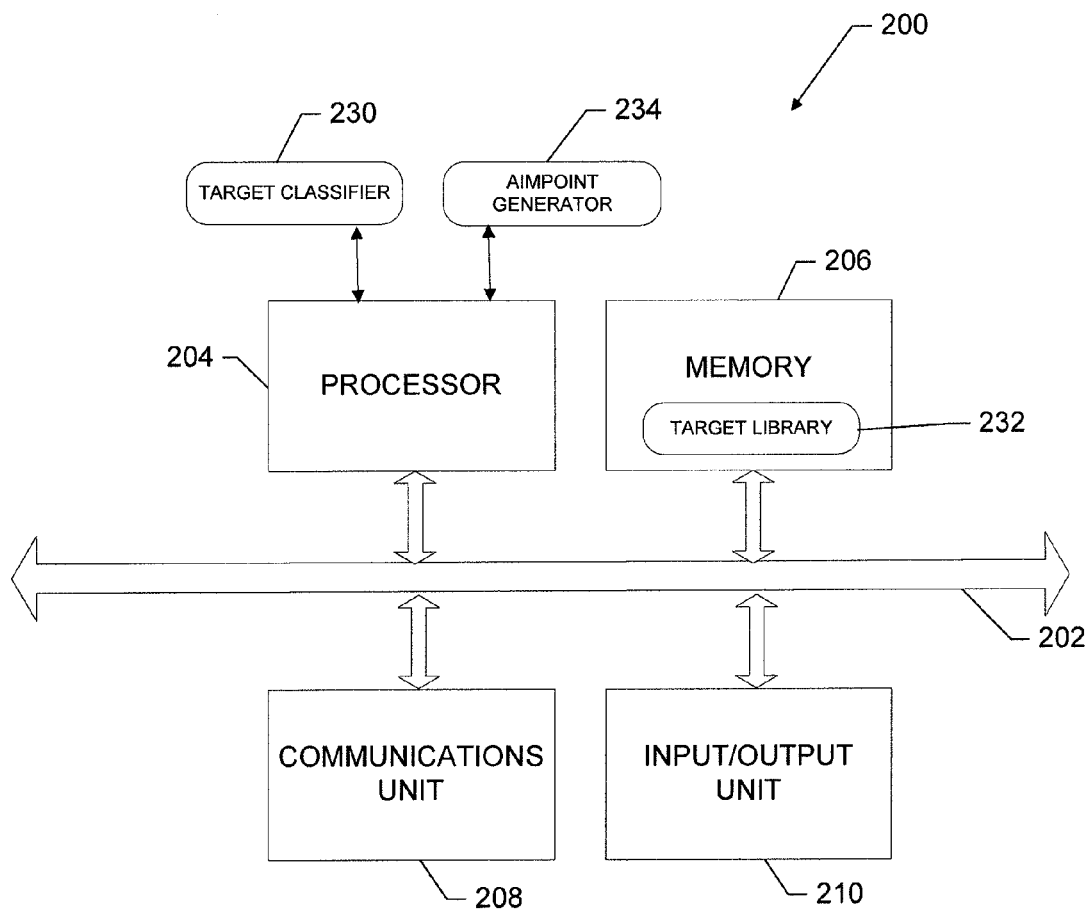 200
230
234
TARGET CLASSIFIER
AIMPOINT
GENERATOR
206
204
PROCESSOR
MEMORY
TARGET LIBRARY
232
202
COMMUNICATIONS
UNIT
INPUT/OUTPUT
UNIT
208
210